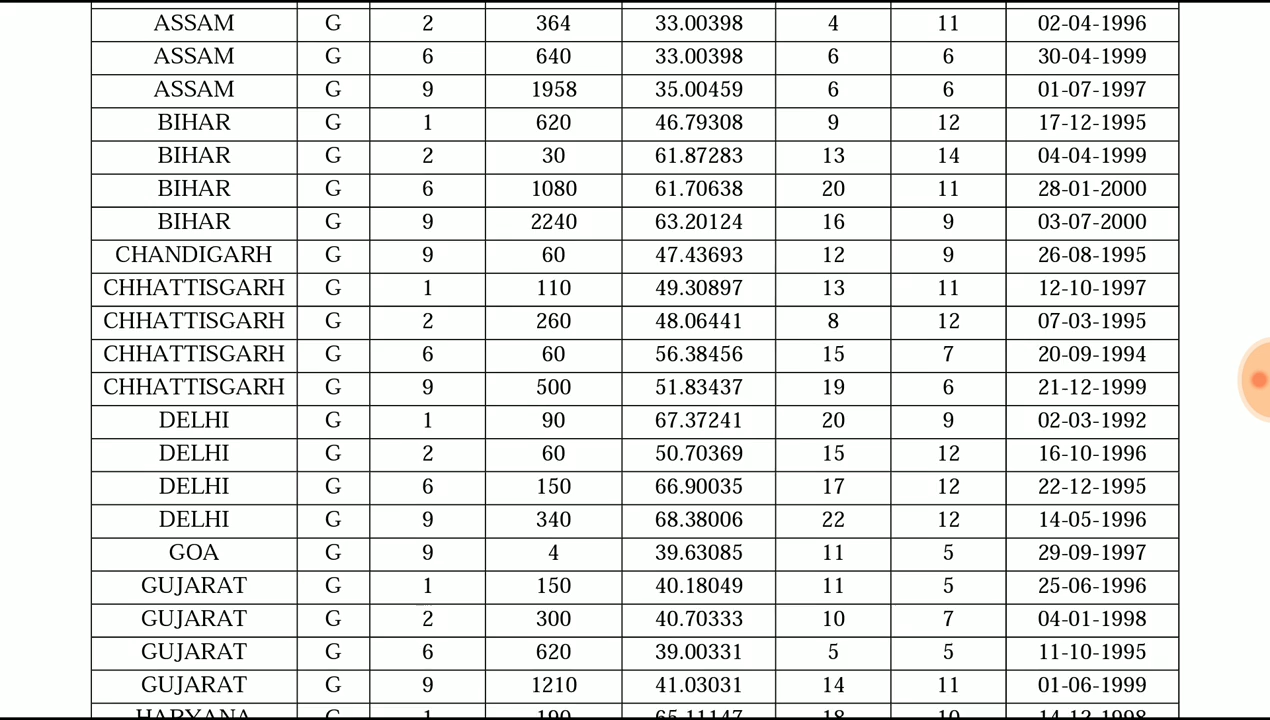 ASSAM G 2 364 33.00398 4 11 02-04-1996
ASSAM G 6 640 33.00398 6 6 30-04-1999
ASSAM G 9 1958 35.00459 6 6 01-07-1997
BIHAR G 1 620 46.79308 9 12 17-12-1995
BIHAR G 2 30 61.87283 13 14 04-04-1999
BIHAR G 6 1080 61.70638 20 11 28-01-2000
BIHAR G 9 2240 63.20124 16 9 03-07-2000
CHANDIGARH G 9 60 47.43693 12 9 26-08-1995
CHHATTISGARH G 1 110 49.30897 13 11 12-10-1997
CHHATTISGARH G 2 260 48.06441 8 12 07-03-1995
CHHATTISGARH G 6 60 56.38456 15 7 20-09-1994
CHHATTISGARH G 9 500 51.83437 19 6 21-12-1999
DELHI G 1 90 67.37241 20 9 02-03-1992
DELHI G 2 60 50.70369 15 12 16-10-1996
DELHI G 6 150 66.90035 17 12 22-12-1995
DELHI G 9 340 68.38006 22 12 14-05-1996
GOA G 9 4 39.63085 11 5 29-09-1997
GUJARAT G 1 150 40.18049 11 5 25-06-1996
GUJARAT G 2 300 40.70333 10 7 04-01-1998
GUJARAT G 6 620 39.00331 5 5 11-10-1995
GUJARAT G 9 1210 41.03031 14 11 01-06-1999
HARYANA G 1 190 65.11147 18 10 14-12-1998